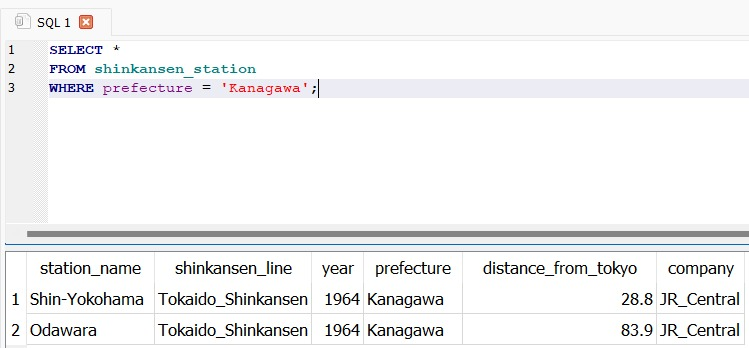 SQL 1
1 SELECT *
2 FROM shinkansen_station
3 WHERE prefecture = 'Kanagawa';
station_name shinkansen_line year prefecture distance_from_tokyo company
1 Shin-Yokohama Tokaido_Shinkansen 1964 Kanagawa 28.8 JR_Central
2 Odawara Tokaido_Shinkansen 1964 Kanagawa 83.9 JR_Central